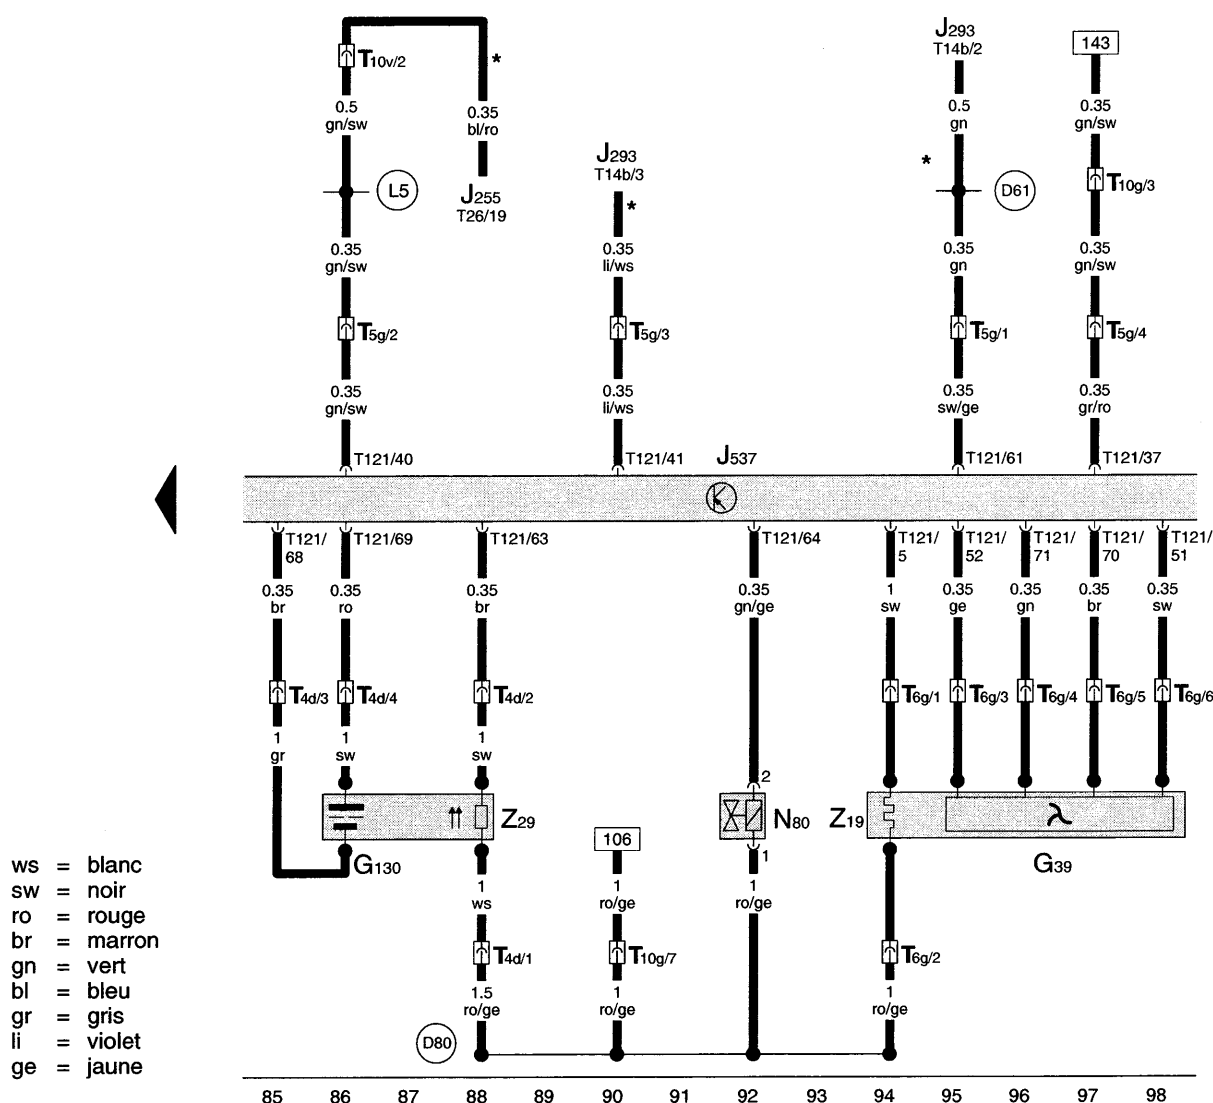 J293
T14b/2
143
T10v/2
*
0.5
gn/sw
0.35
bl/ro
0.5
gn
0.35
gn/sw
J293
T14b/3
*
*
T10g/3
L5
J255
T26/19
D61
0.35
gn/sw
0.35
li/ws
0.35
gn
0.35
gn/sw
T5g/2
T5g/3
T5g/1
T5g/4
0.35
gn/sw
0.35
li/ws
0.35
sw/ge
0.35
gr/ro
T121/40
T121/41
J537
T121/61
T121/37
T121/
68
T121/69
T121/63
T121/64
T121/
5
T121/
52
T121/
71
T121/
70
T121/
51
0.35
br
0.35
ro
0.35
br
0.35
gn/ge
1
sw
0.35
ge
0.35
gn
0.35
br
0.35
sw
T4d/3
T4d/4
T4d/2
T6g/1
T6g/3
T6g/4
T6g/5
T6g/6
1
gr
1
sw
1
sw
2
Z29
N80
Z19
106
1
G130
G39
1
ws
1
ro/ge
1
ro/ge
T4d/1
T10g/7
T6g/2
1.5
ro/ge
1
ro/ge
1
ro/ge
D80
ws = blanc
sw = noir
ro = rouge
br = marron
gn = vert
bl = bleu
gr = gris
li = violet
ge = jaune
85 86 87 88 89 90 91 92 93 94 95 96 97 98